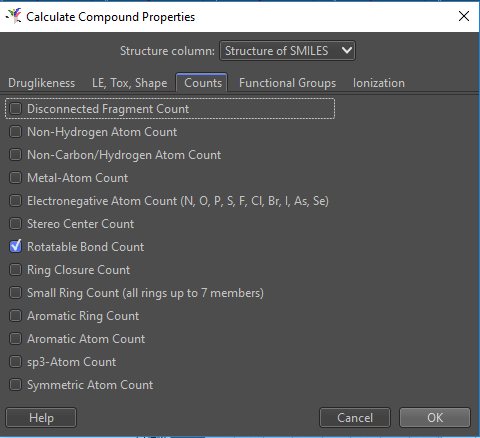 Calculate Compound Properties
Structure column: Structure of SMILES
Druglikeness LE, Tox, Shape Counts Functional Groups Ionization
Disconnected Fragment Count
Non-Hydrogen Atom Count
Non-Carbon/Hydrogen Atom Count
Metal-Atom Count
Electronegative Atom Count (N, O, P, S, F, Cl, Br, I, As, Se)
Stereo Center Count
Rotatable Bond Count
Ring Closure Count
Small Ring Count (all rings up to 7 members)
Aromatic Ring Count
Aromatic Atom Count
sp3-Atom Count
Symmetric Atom Count
Help Cancel OK